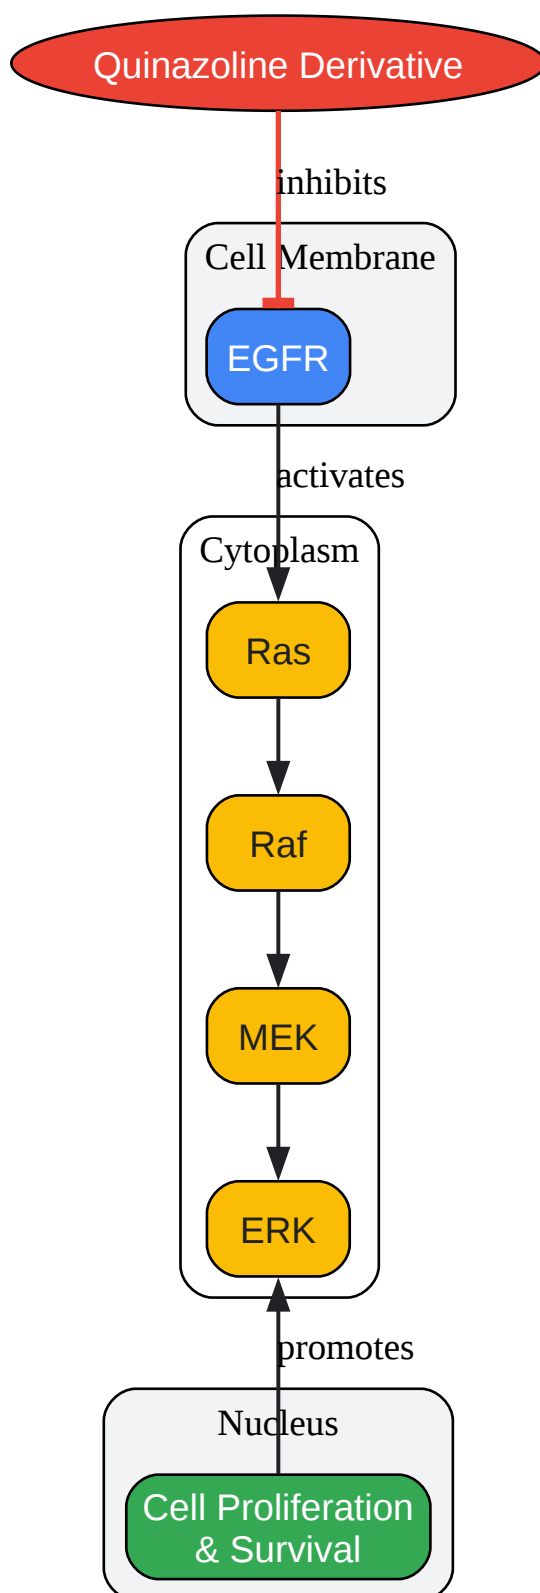 Quinazoline Derivative
inhibits
Cell Membrane
EGFR
activates
Cytoplasm
Ras
Raf
MEK
ERK
promotes
Nucleus
Cell Proliferation
& Survival